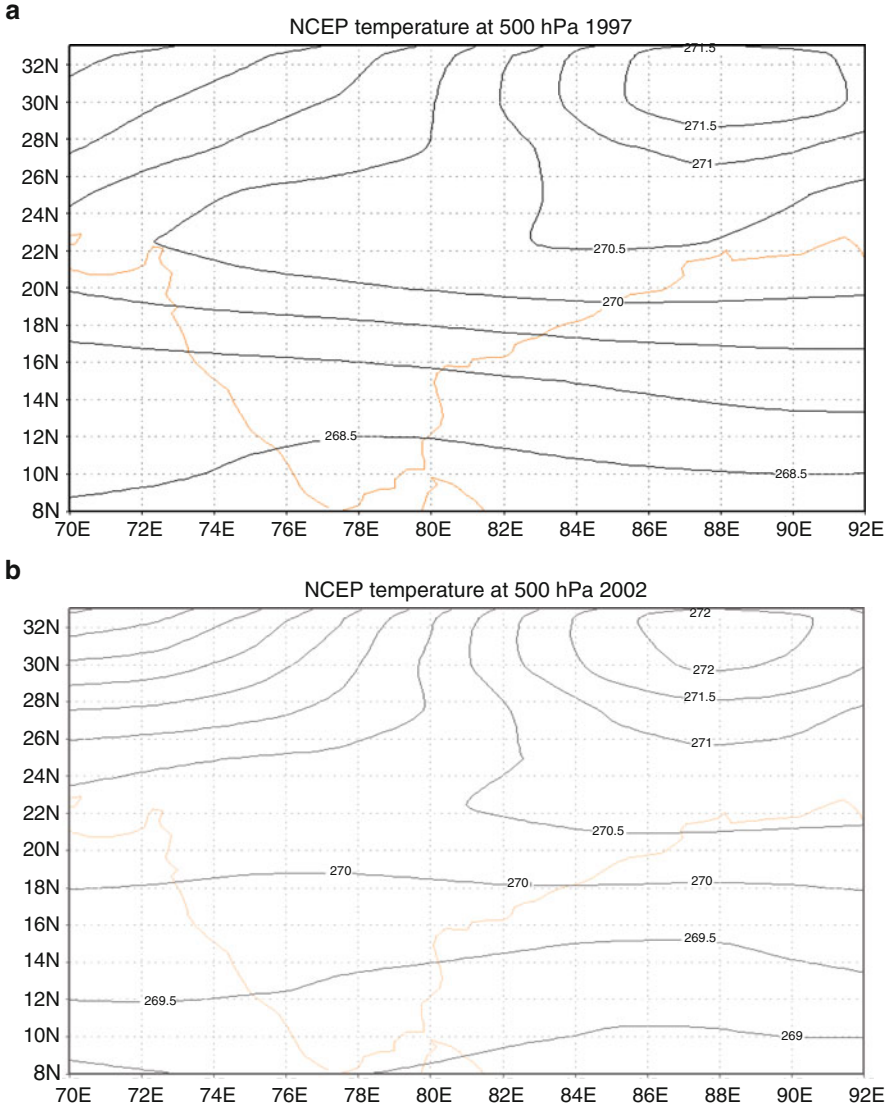 a
NCEP temperature at 500 hPa 1997
271.5
32N
30N
271.5
28N
271
26N
24N
22N
270.5
20N
270
18N
16N
14N
12N
268.5
10N
268.5
8N
70E 72E 74E 76E 78E 80E 82E 84E 86E 88E 90E 92E
b
NCEP temperature at 500 hPa 2002
272
32N
30N
272
28N
271.5
26N
271
24N
22N
270.5
20N
270
270
270
18N
16N
269.5
14N
12N
269.5
10N
269
8N
70E 72E 74E 76E 78E 80E 82E 84E 86E 88E 90E 92E